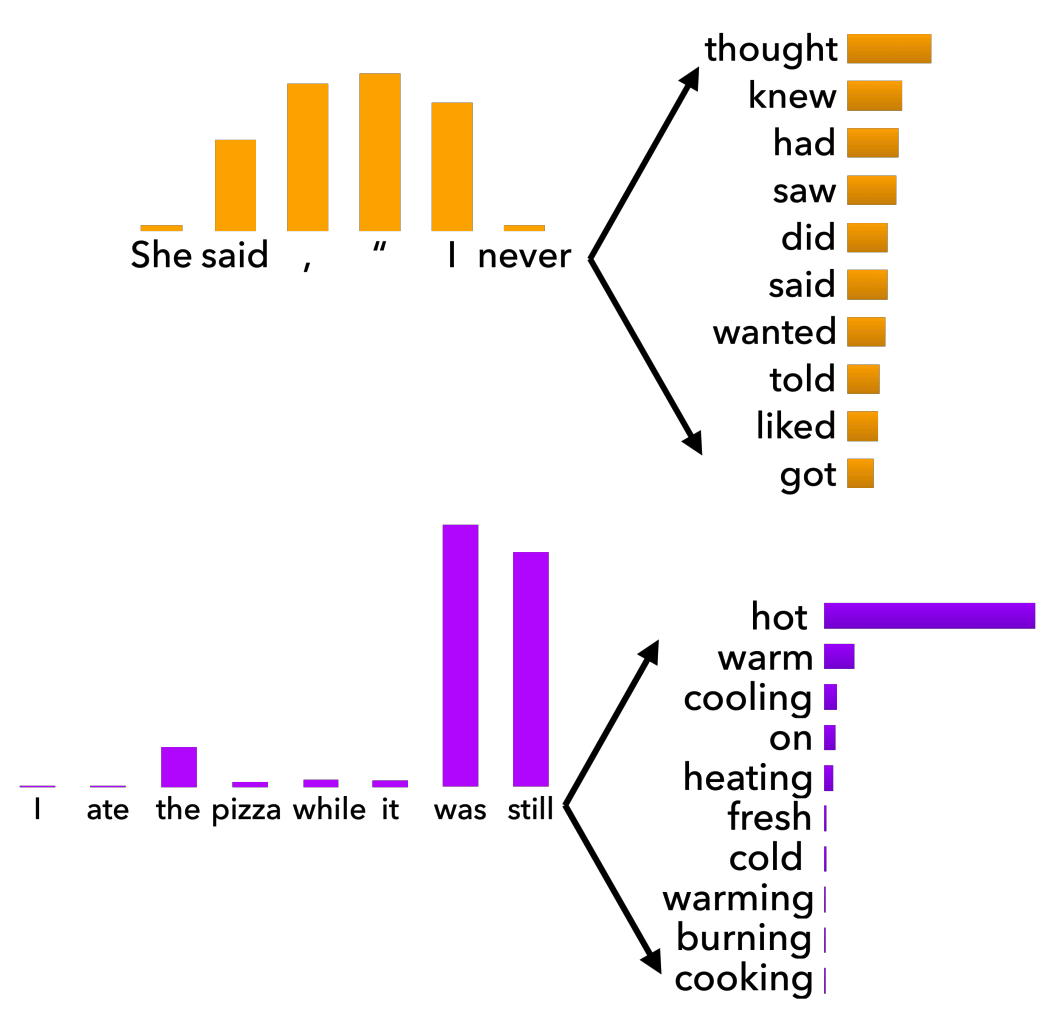 She said , “ I never
thought
knew
had
saw
did
said
wanted
told
liked
got
I ate the pizza while it was still
hot
warm
cooling
on
heating
fresh
cold
warming
burning
cooking